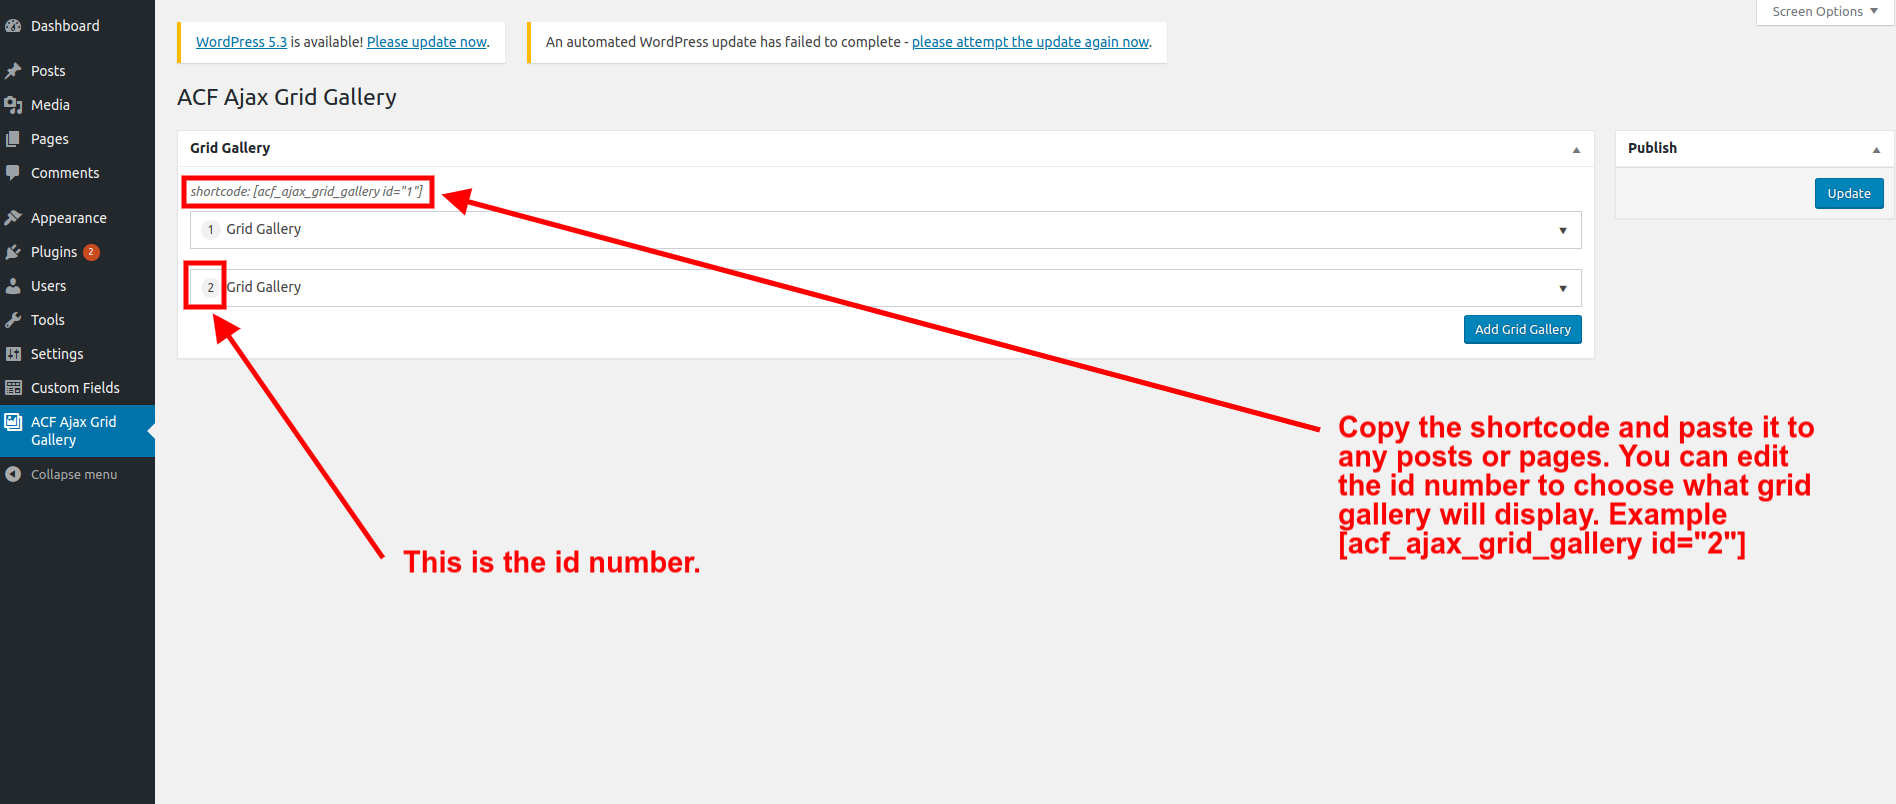 Dashboard
Posts
Media
Pages
Comments
Appearance
Plugins 2
Users
Tools
Settings
Custom Fields
ACF Ajax Grid
Gallery
Collapse menu
Screen Options
WordPress 5.3 is available! Please update now.
An automated WordPress update has failed to complete - please attempt the update again now.
ACF Ajax Grid Gallery
Grid Gallery
shortcode: [acf_ajax_grid_gallery id="1"]
1 Grid Gallery
2 Grid Gallery
Add Grid Gallery
Publish
Update
Copy the shortcode and paste it to
any posts or pages. You can edit
the id number to choose what grid
gallery will display. Example
[acf_ajax_grid_gallery id="2"]
This is the id number.